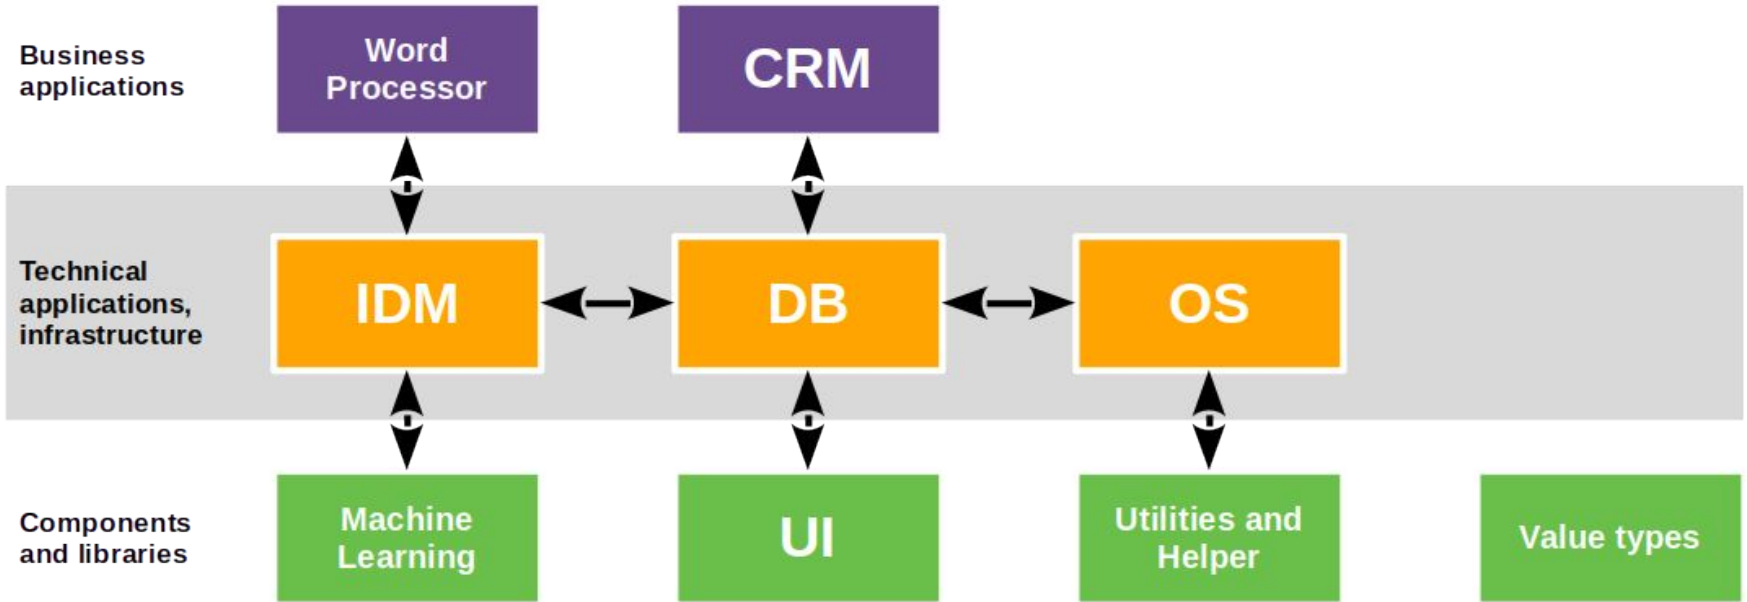 Business
applications
Word
Processor
CRM
Technical
applications,
infrastructure
IDM
DB
OS
Components
and libraries
Machine
Learning
UI
Utilities and
Helper
Value types